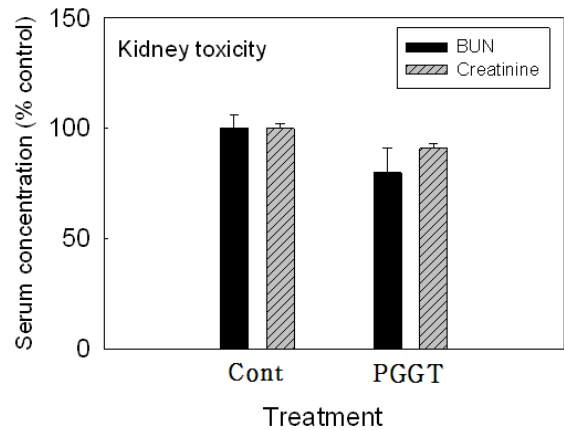 150
Kidney toxicity
BUN
Creatinine
100
50
0
Serum concentration (% control)
Cont
PGGT
Treatment